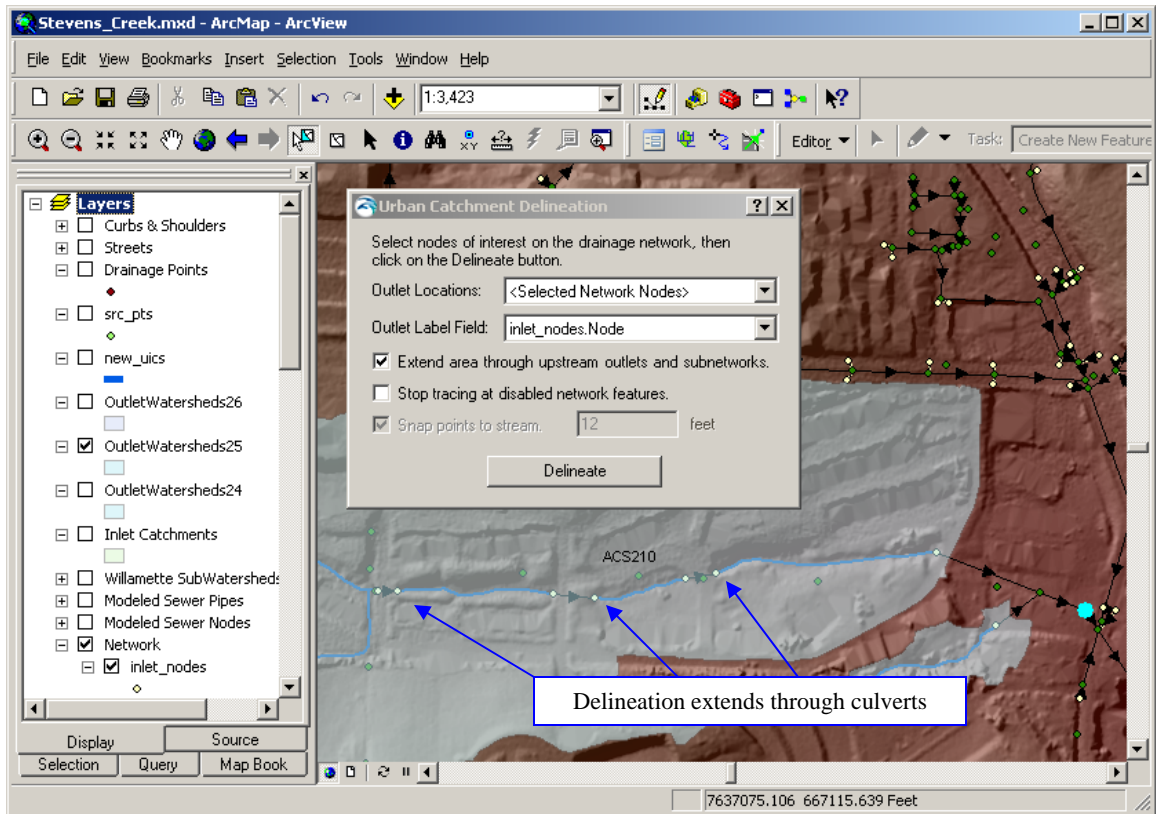 Stevens_Creek.mxd - ArcMap - ArcView
File Edit View Bookmarks Insert Selection Tools Window Help
1:3,423
Editor
Task: Create New Feature
Layers
Curbs & Shoulders
Streets
Drainage Points
src_pts
new_uics
OutletWatersheds26
OutletWatersheds25
OutletWatersheds24
Inlet Catchments
Willamette SubWatersheds
Modeled Sewer Pipes
Modeled Sewer Nodes
Network
inlet_nodes
Display Source
Selection Query Map Book
Urban Catchment Delineation
Select nodes of interest on the drainage network, then
click on the Delineate button.
Outlet Locations: <Selected Network Nodes>
Outlet Label Field: inlet_nodes.Node
Extend area through upstream outlets and subnetworks.
Stop tracing at disabled network features.
Snap points to stream. 12 feet
Delineate
ACS210
Delineation extends through culverts
7637075.106 667115.639 Feet